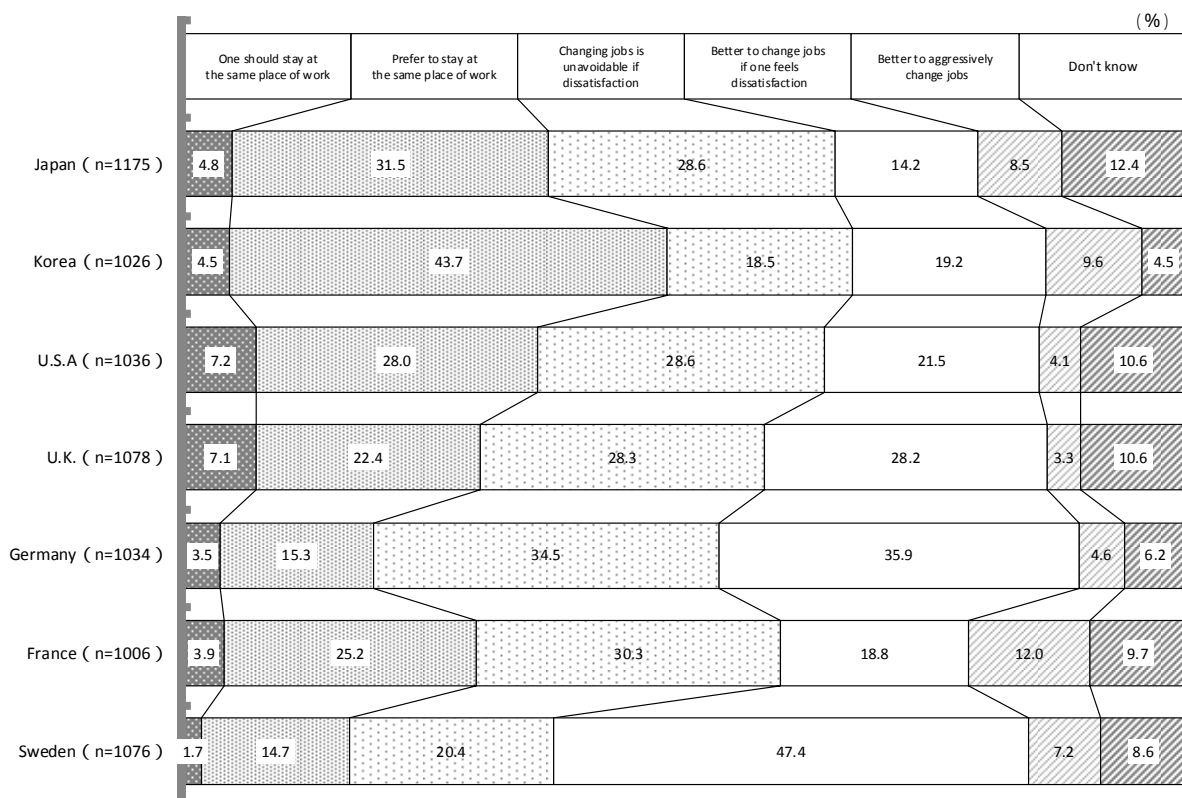 (%)
One should stay at
the same place of work
Prefer to stay at
the same place of work
Changing jobs is
unavoidable if
dissatisfaction
Better to change jobs
if one feels
dissatisfaction
Better to aggressively
change jobs
Don't know
Japan ( n=1175 )
4.8
31.5
28.6
14.2
8.5
12.4
Korea ( n=1026 )
4.5
43.7
18.5
19.2
9.6
4.5
U.S.A ( n=1036 )
7.2
28.0
28.6
21.5
4.1
10.6
U.K. ( n=1078 )
7.1
22.4
28.3
28.2
3.3
10.6
Germany ( n=1034 )
3.5
15.3
34.5
35.9
4.6
6.2
France ( n=1006 )
3.9
25.2
30.3
18.8
12.0
9.7
Sweden ( n=1076 )
1.7
14.7
20.4
47.4
7.2
8.6